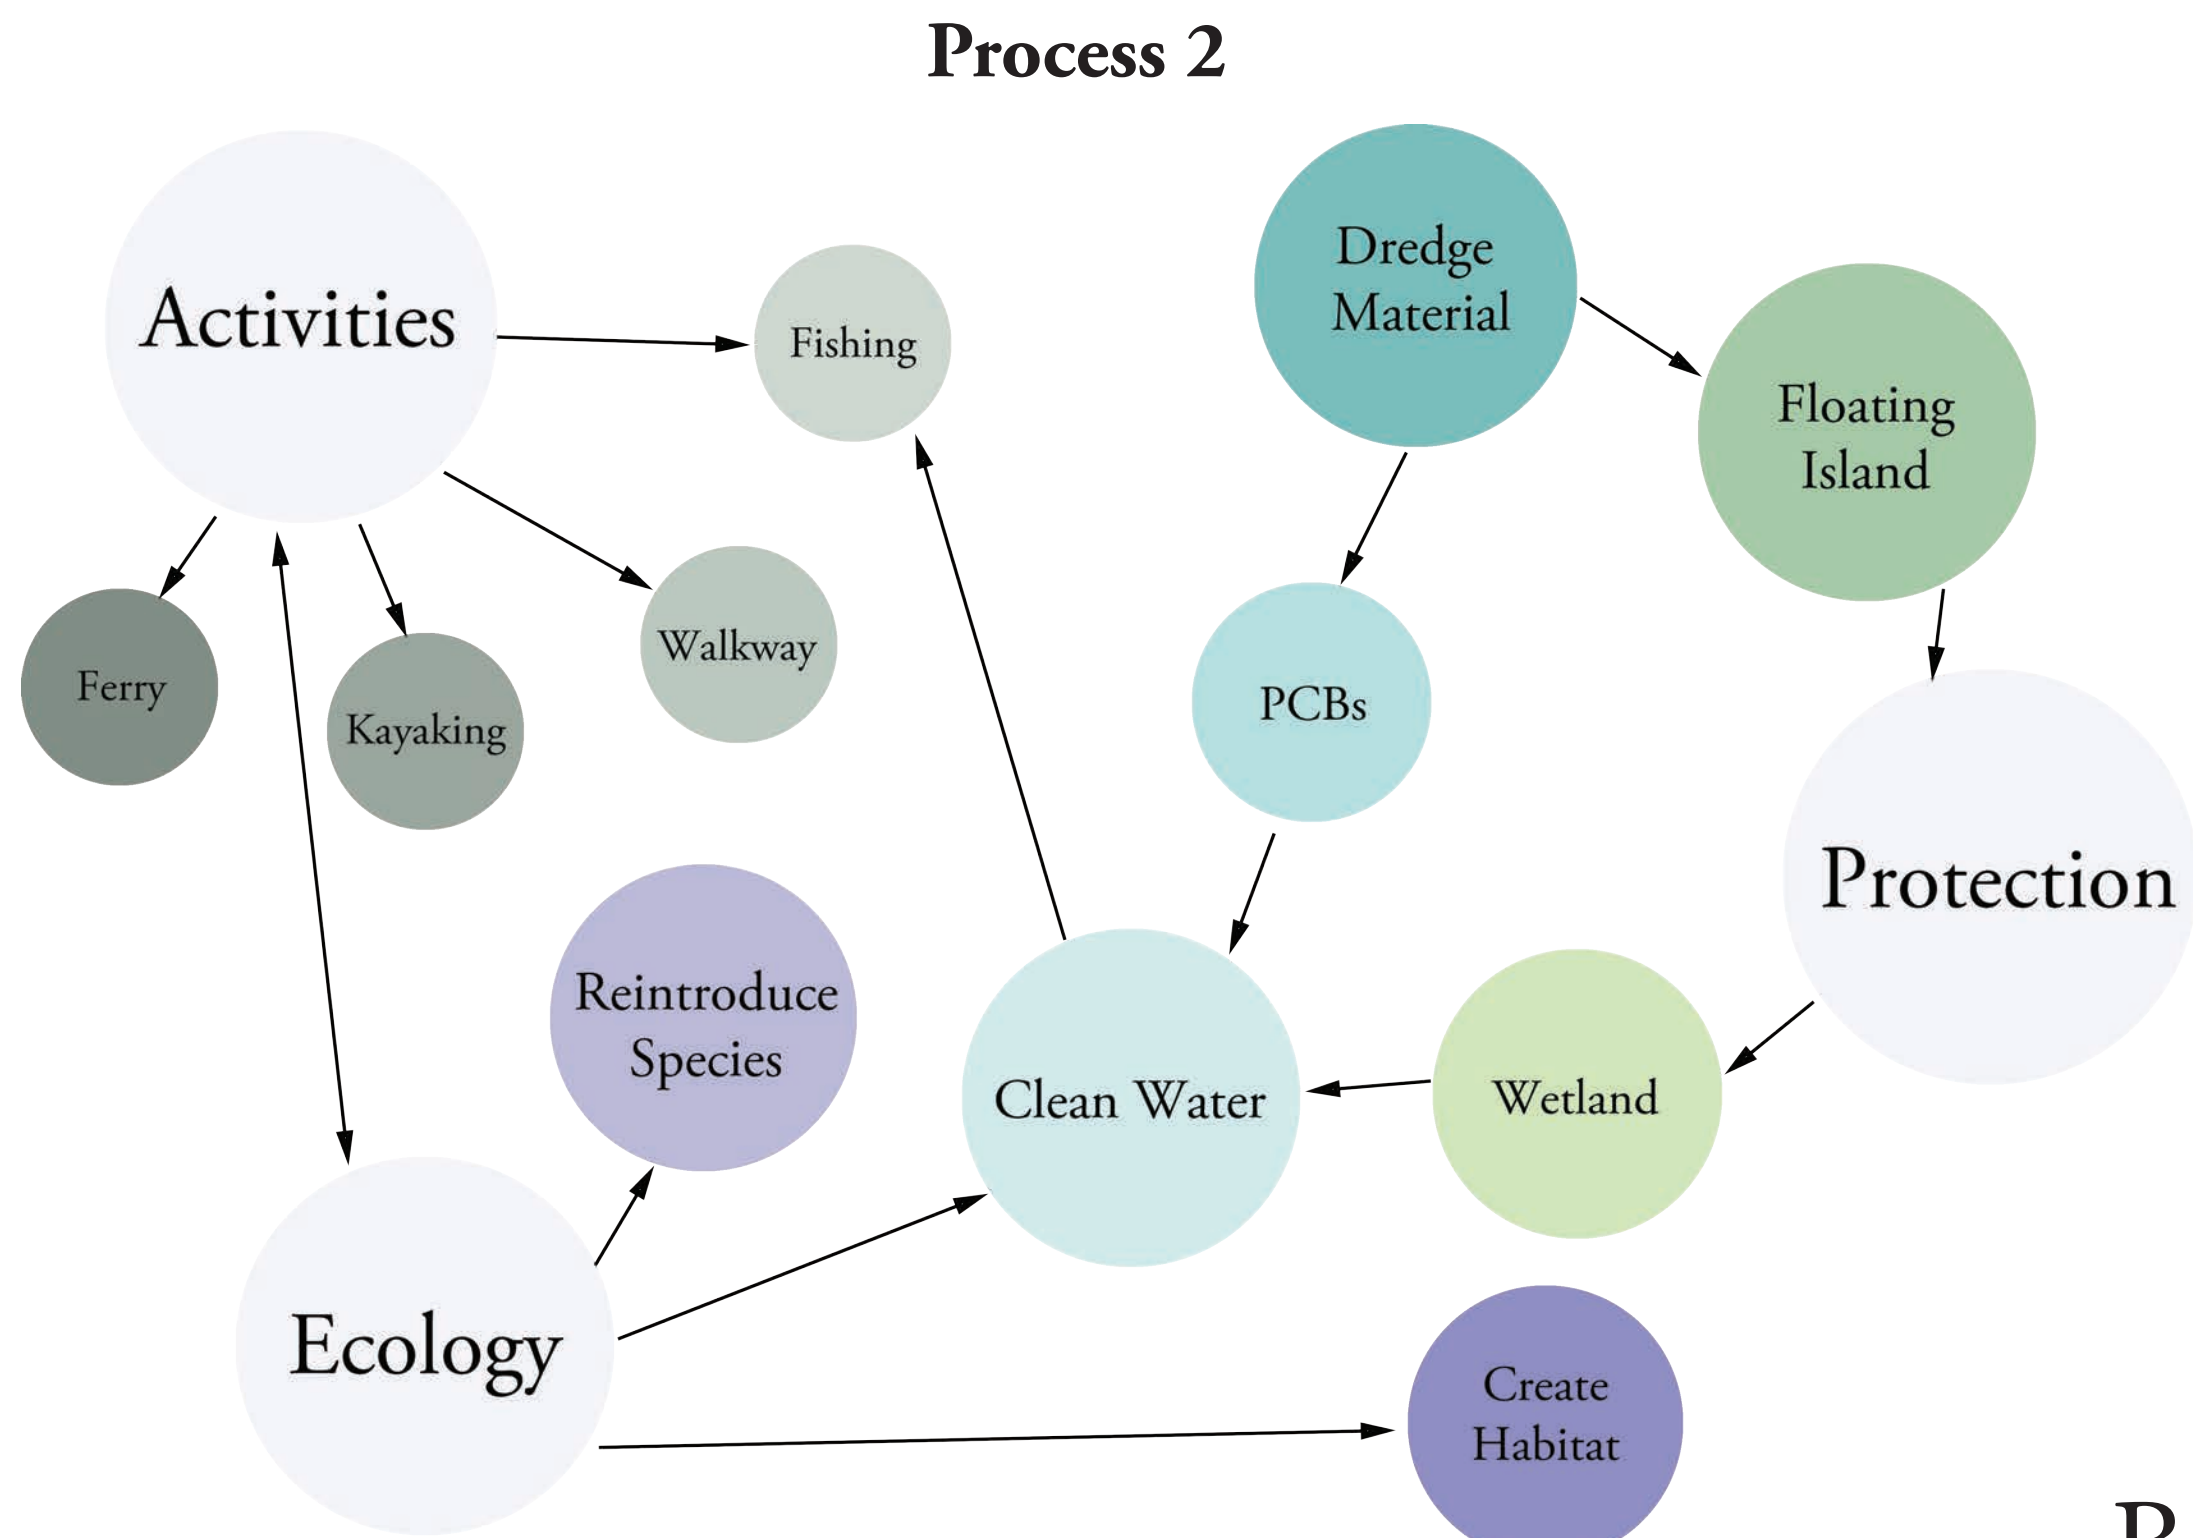 Process 2
Activities
Fishing
Dredge
Material
Floating
Island
Ferry
Kayaking
Walkway
PCBs
Protection
Reintroduce
Species
Clean Water
Wetland
Ecology
Create
Habitat